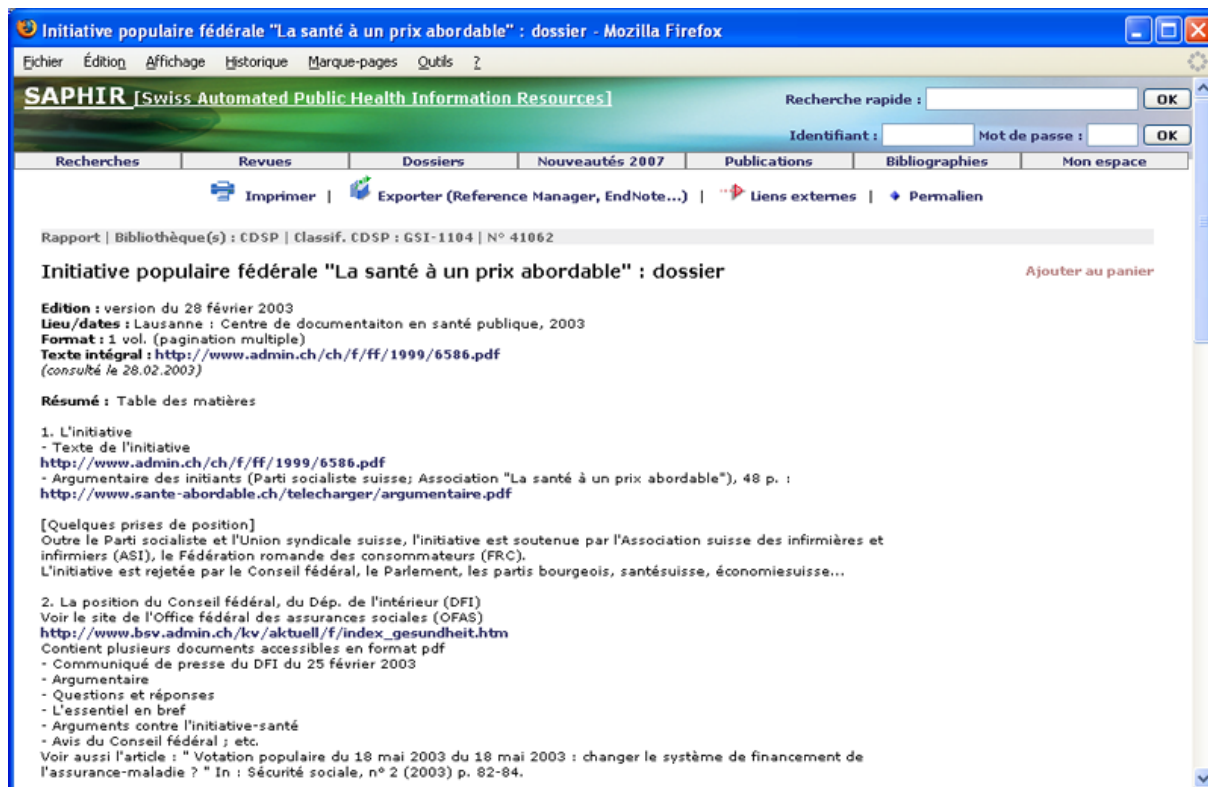 Initiative populaire fédérale "La santé à un prix abordable" : dossier - Mozilla Firefox
Fichier Édition Affichage Historique Marque-pages Outils ?
SAPHIR [Swiss Automated Public Health Information Resources]
Recherche rapide : OK
Identifiant : Mot de passe : OK
Recherches | Revues | Dossiers | Nouveautés 2007 | Publications | Bibliographies | Mon espace
Imprimer | Exporter (Reference Manager, EndNote...) | Liens externes | Permalien
Rapport | Bibliothèque(s) : CDSP | Classif. CDSP : GSI-1104 | N° 41062
Initiative populaire fédérale "La santé à un prix abordable" : dossier
Ajouter au panier
Edition : version du 28 février 2003
Lieu/dates : Lausanne : Centre de documentaiton en santé publique, 2003
Format : 1 vol. (pagination multiple)
Texte intégral : http://www.admin.ch/ch/f/ff/1999/6586.pdf
(consulté le 28.02.2003)
Résumé : Table des matières
1. L'initiative
- Texte de l'initiative
http://www.admin.ch/ch/f/ff/1999/6586.pdf
- Argumentaire des initiants (Parti socialiste suisse; Association "La santé à un prix abordable"), 48 p. :
http://www.sante-abordable.ch/telecharger/argumentaire.pdf
[Quelques prises de position]
Outre le Parti socialiste et l'Union syndicale suisse, l'initiative est soutenue par l'Association suisse des infirmières et
infirmiers (ASI), le Fédération romande des consommateurs (FRC).
L'initiative est rejetée par le Conseil fédéral, le Parlement, les partis bourgeois, santésuisse, économiesuisse...
2. La position du Conseil fédéral, du Dép. de l'intérieur (DFI)
Voir le site de l'Office fédéral des assurances sociales (OFAS)
http://www.bsv.admin.ch/kv/aktuell/f/index_gesundheit.htm
Contient plusieurs documents accessibles en format pdf
- Communiqué de presse du DFI du 25 février 2003
- Argumentaire
- Questions et réponses
- L'essentiel en bref
- Arguments contre l'initiative-santé
- Avis du Conseil fédéral ; etc.
Voir aussi l'article : " Votation populaire du 18 mai 2003 du 18 mai 2003 : changer le système de financement de
l'assurance-maladie ? " In : Sécurité sociale, n° 2 (2003) p. 82-84.